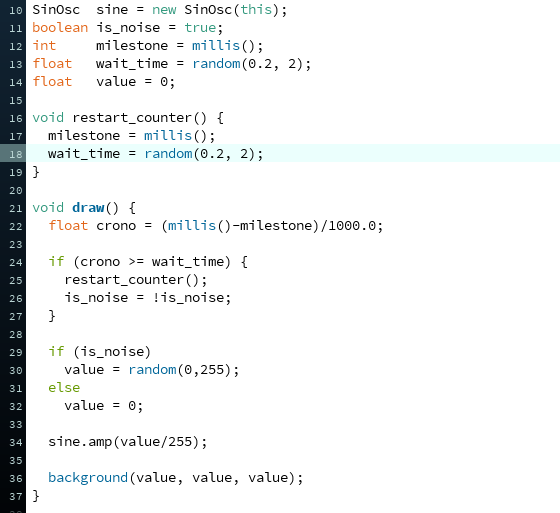 10 SinOsc  sine = new SinOsc(this);
11 boolean is_noise = true;
12 int     milestone = millis();
13 float   wait_time = random(0.2, 2);
14 float   value = 0;
15
16 void restart_counter() {
17   milestone = millis();
18   wait_time = random(0.2, 2);
19 }
20
21 void draw() {
22   float crono = (millis()-milestone)/1000.0;
23
24   if (crono >= wait_time) {
25     restart_counter();
26     is_noise = !is_noise;
27   }
28
29   if (is_noise)
30     value = random(0,255);
31   else
32     value = 0;
33
34   sine.amp(value/255);
35
36   background(value, value, value);
37 }